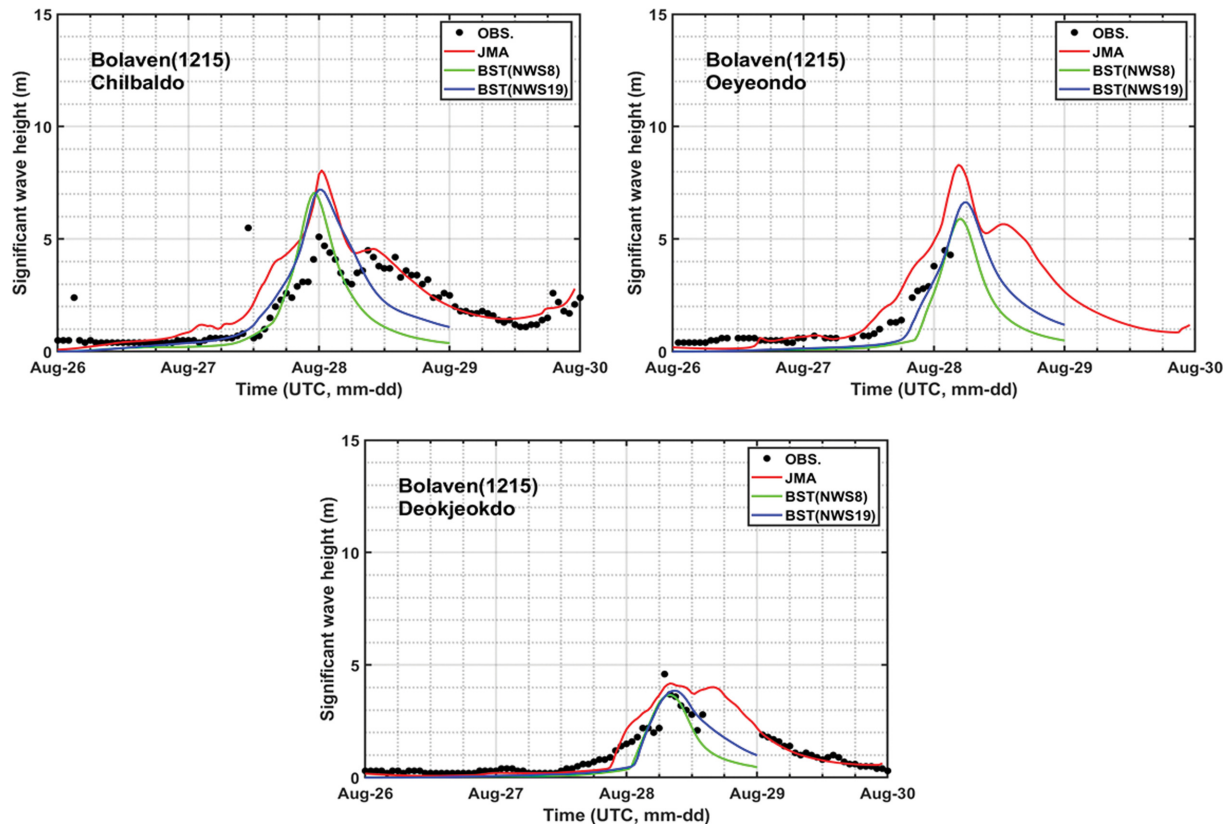 15
10
5
0
Significant wave height (m)
Bolaven(1215)
Chilbaldo
OBS.
JMA
BST(NWS8)
BST(NWS19)
Aug-26
Aug-27
Aug-28
Aug-29
Aug-30
Time (UTC, mm-dd)
15
10
5
0
Significant wave height (m)
Bolaven(1215)
Oeyeondo
OBS.
JMA
BST(NWS8)
BST(NWS19)
Aug-26
Aug-27
Aug-28
Aug-29
Aug-30
Time (UTC, mm-dd)
15
10
5
0
Significant wave height (m)
Bolaven(1215)
Deokjeokdo
OBS.
JMA
BST(NWS8)
BST(NWS19)
Aug-26
Aug-27
Aug-28
Aug-29
Aug-30
Time (UTC, mm-dd)